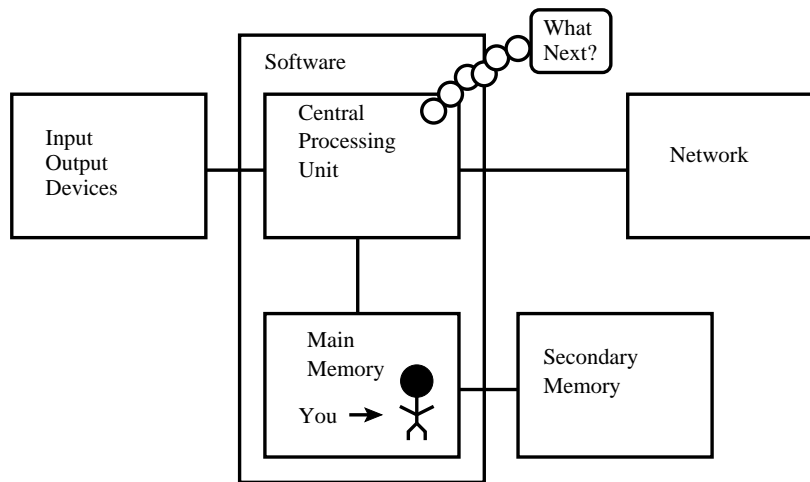 What
Next?
Software
Input
Output
Devices
Central
Processing
Unit
Network
Main
Memory
You
Secondary
Memory